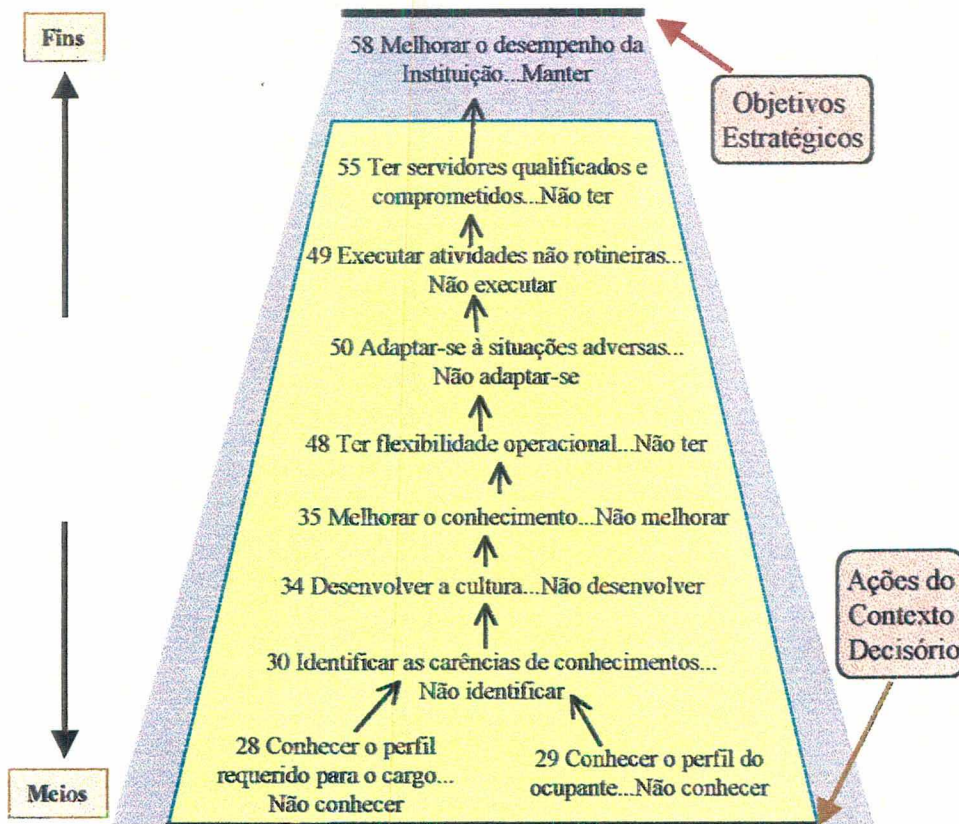 Fins
58 Melhorar o desempenho da
Instituição...Manter
Objetivos
Estratégicos
55 Ter servidores qualificados e
comprometidos...Não ter
49 Executar atividades não rotineiras...
Não executar
50 Adaptar-se à situações adversas...
Não adaptar-se
48 Ter flexibilidade operacional...Não ter
35 Melhorar o conhecimento...Não melhorar
34 Desenvolver a cultura...Não desenvolver
Ações do
Contexto
Decisório
30 Identificar as carências de conhecimentos...
Não identificar
28 Conhecer o perfil
requerido para o cargo...
Não conhecer
29 Conhecer o perfil do
ocupante...Não conhecer
Meios